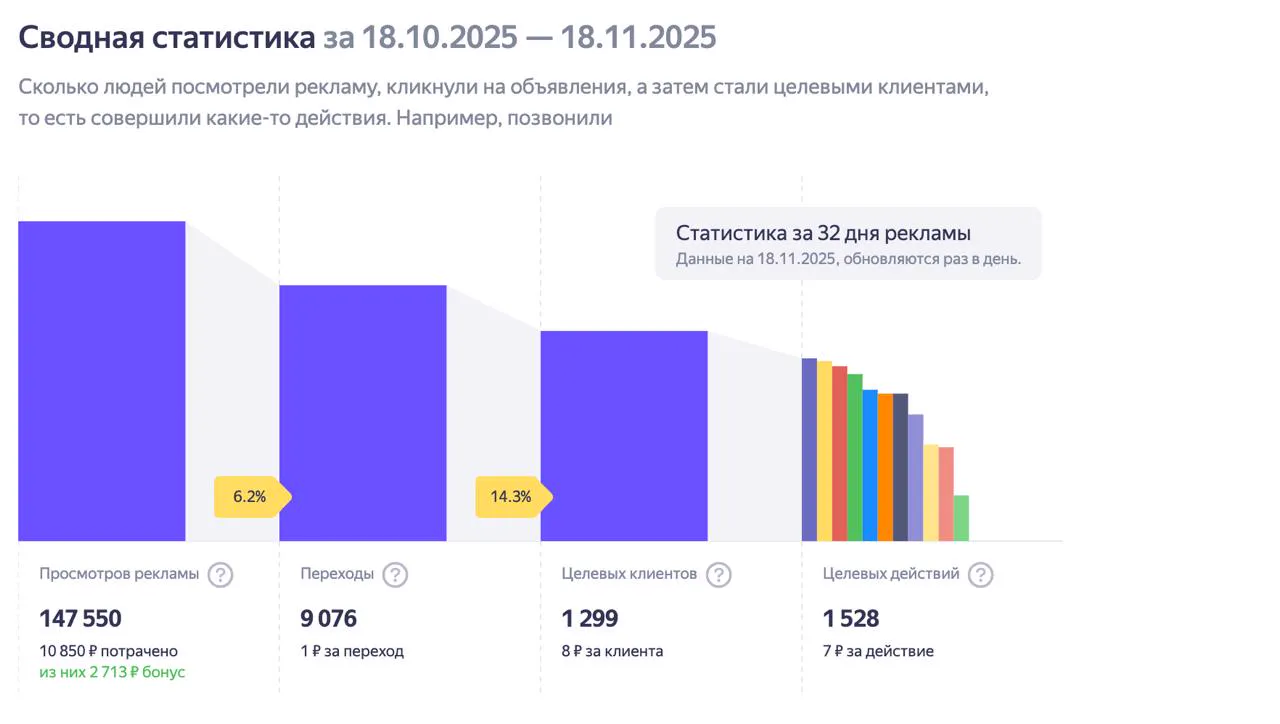 Сводная статистика за 18.10.2025 — 18.11.2025
Сколько людей посмотрели рекламу, кликнули на объявления, а затем стали целевыми клиентами,
то есть совершили какие-то действия. Например, позвонили
Статистика за 32 дня рекламы
Данные на 18.11.2025, обновляются раз в день.
6.2%
14.3%
Просмотров рекламы ?
147 550
10 850 ₽ потрачено
из них 2 713 ₽ бонус
Переходы ?
9 076
1 ₽ за переход
Целевых клиентов ?
1 299
8 ₽ за клиента
Целевых действий ?
1 528
7 ₽ за действие